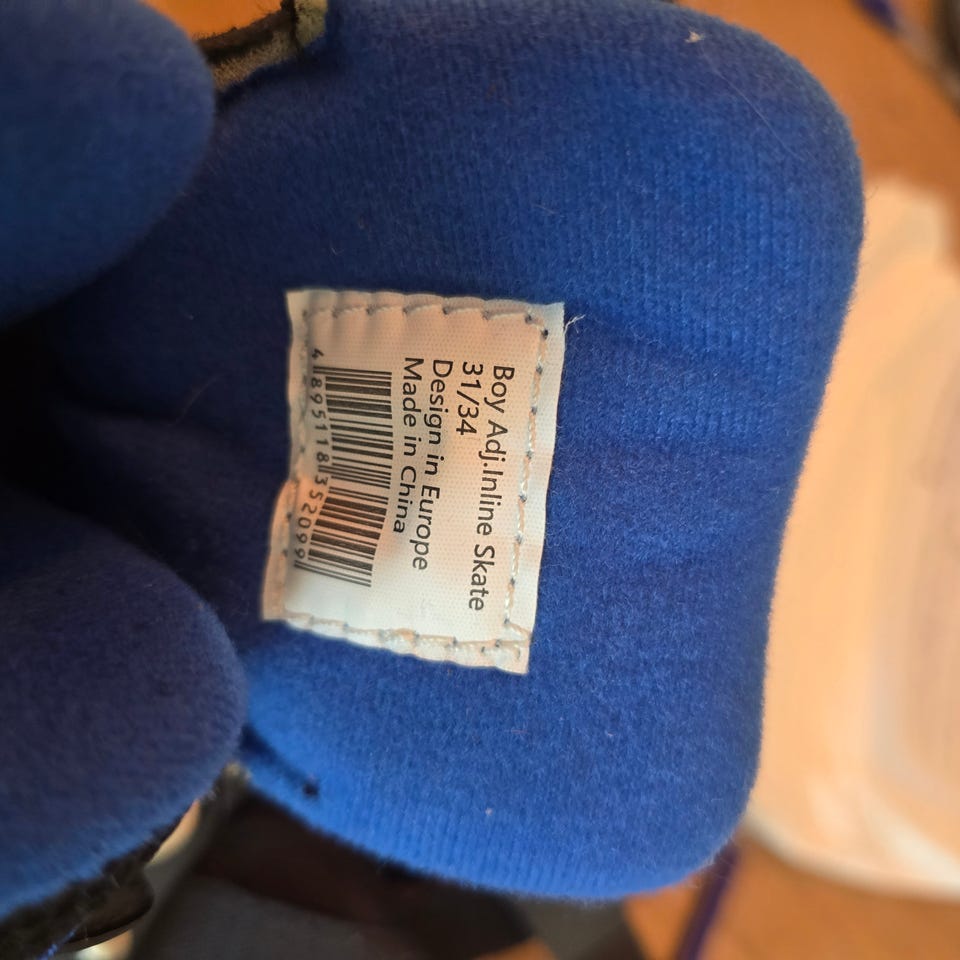 Boy Adj.Inline Skate
31/34
Design in Europe
Made in China
4 895118 352099